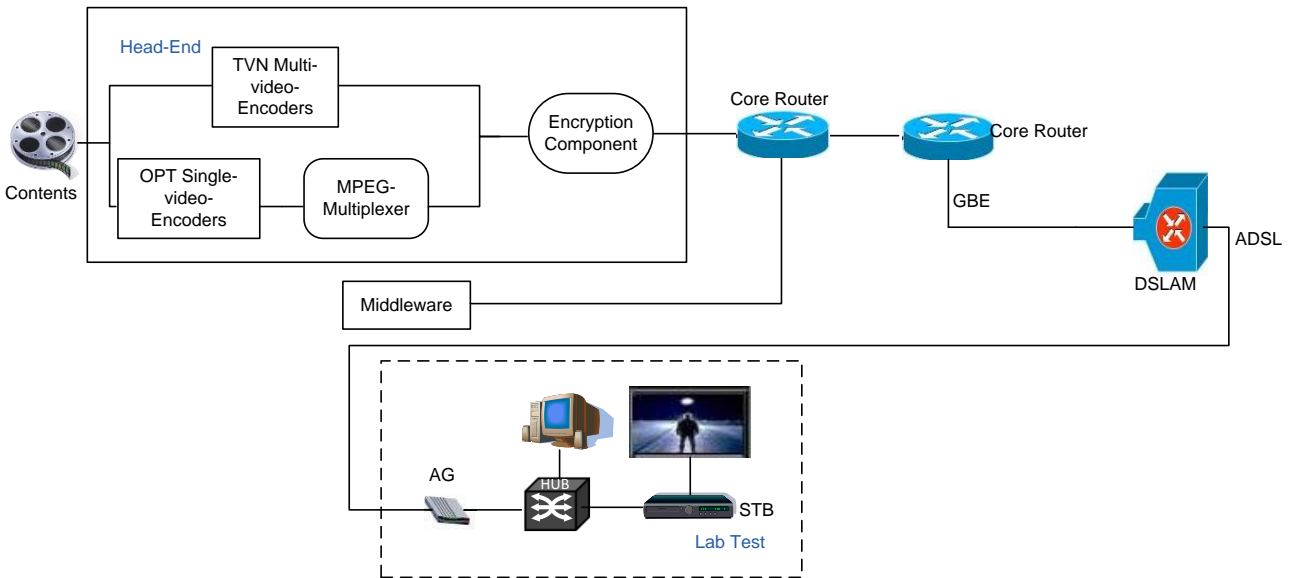 Head-End
TVN Multi-
video-
Encoders
Contents
OPT Single-
video-
Encoders
MPEG-
Multiplexer
Encryption
Component
Core Router
Core Router
GBE
ADSL
DSLAM
Middleware
AG
HUB
STB
Lab Test